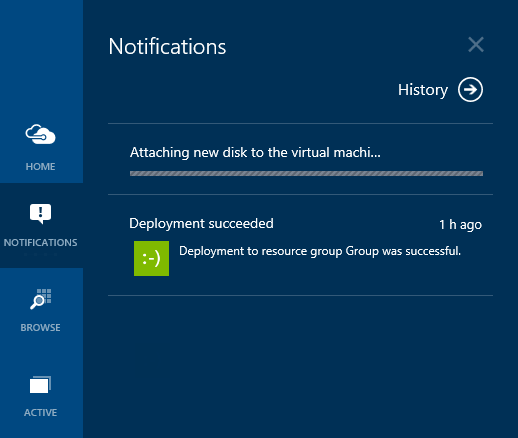 Notifications
History
HOME
Attaching new disk to the virtual machi...
NOTIFICATIONS
Deployment succeeded 1 h ago
:-) Deployment to resource group Group was successful.
BROWSE
ACTIVE